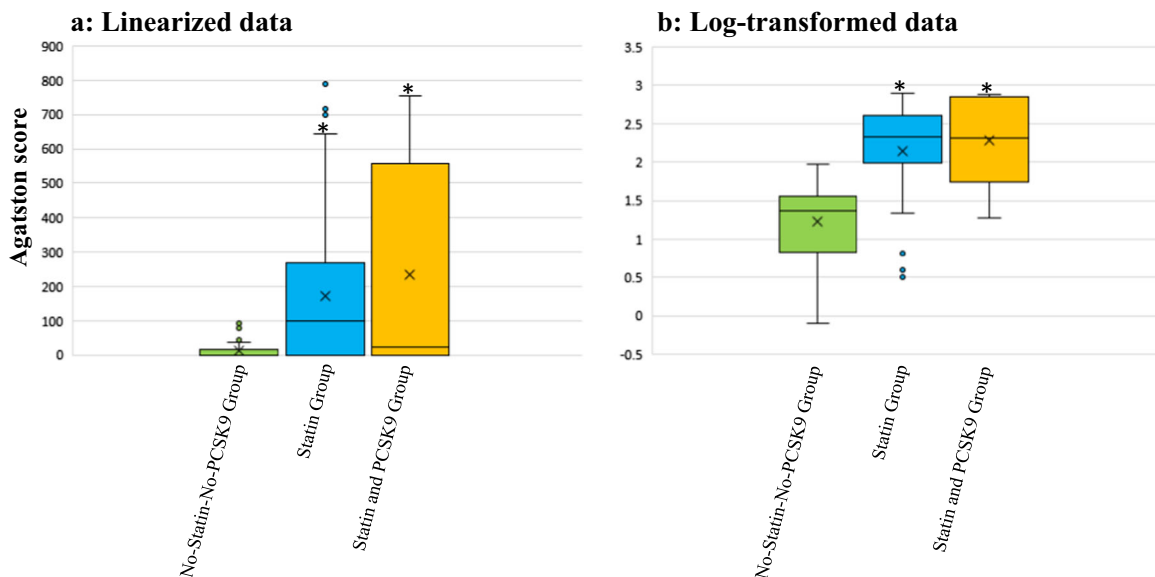 a: Linearized data
Agatston score
900
800
700
600
500
400
300
200
100
0
*
*
No-Statin-No-PCSK9 Group
Statin Group
Statin and PCSK9 Group
b: Log-transformed data
3.5
3
2.5
2
1.5
1
0.5
0
-0.5
*
*
No-Statin-No-PCSK9 Group
Statin Group
Statin and PCSK9 Group